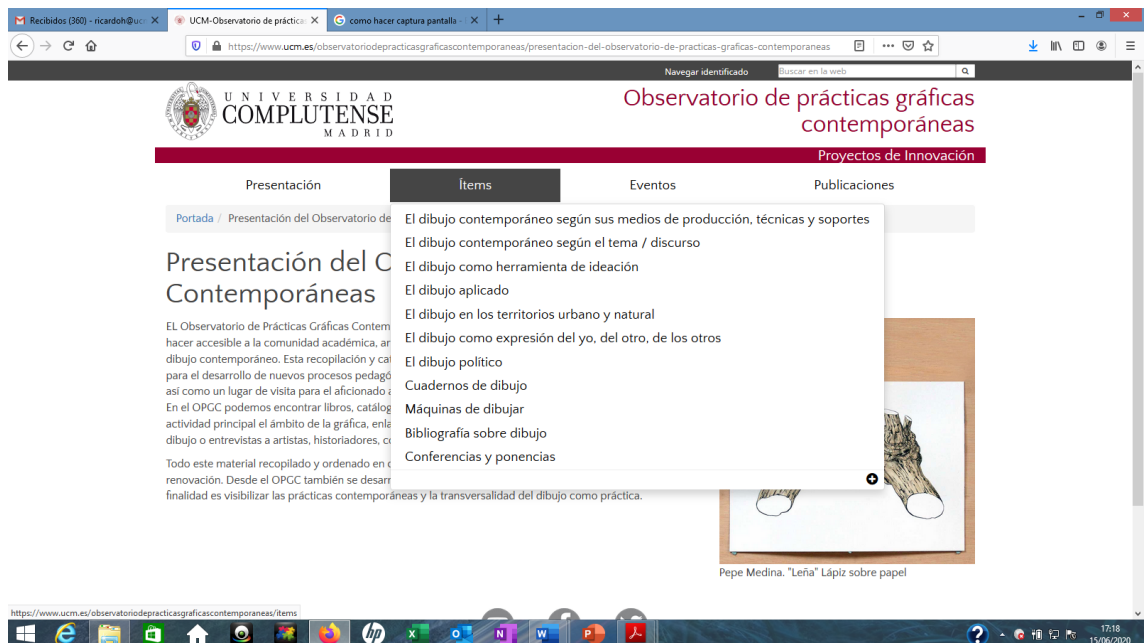 Recibidos (360) - ricardoh@uc
UCM-Observatorio de práctica
como hacer captura pantalla -
https://www.ucm.es/observatoriodepracticasgraficascontemporaneas/presentacion-del-observatorio-de-practicas-graficas-contemporaneas
Navegar identificado
Buscar en la web
UNIVERSIDAD
COMPLUTENSE
MADRID
Observatorio de prácticas gráficas
contemporáneas
Proyectos de Innovación
Presentación Ítems Eventos Publicaciones
Portada / Presentación del Observatorio de
El dibujo contemporáneo según sus medios de producción, técnicas y soportes
El dibujo contemporáneo según el tema / discurso
El dibujo como herramienta de ideación
El dibujo aplicado
El dibujo en los territorios urbano y natural
El dibujo como expresión del yo, del otro, de los otros
El dibujo político
Cuadernos de dibujo
Máquinas de dibujar
Bibliografía sobre dibujo
Conferencias y ponencias
Presentación del O
Contemporáneas
EL Observatorio de Prácticas Gráficas Contem
hacer accesible a la comunidad académica, ar
dibujo contemporáneo. Esta recopilación y ca
para el desarrollo de nuevos procesos pedagó
así como un lugar de visita para el aficionado a
En el OPGC podemos encontrar libros, catálog
actividad principal el ámbito de la gráfica, enla
dibujo o entrevistas a artistas, historiadores, c
Todo este material recopilado y ordenado en
renovación. Desde el OPGC también se desar
finalidad es visibilizar las prácticas contemporáneas y la transversalidad del dibujo como práctica.
Pepe Medina. "Leña" Lápiz sobre papel
https://www.ucm.es/observatoriodepracticasgraficascontemporaneas/items
17:18
15/06/2020